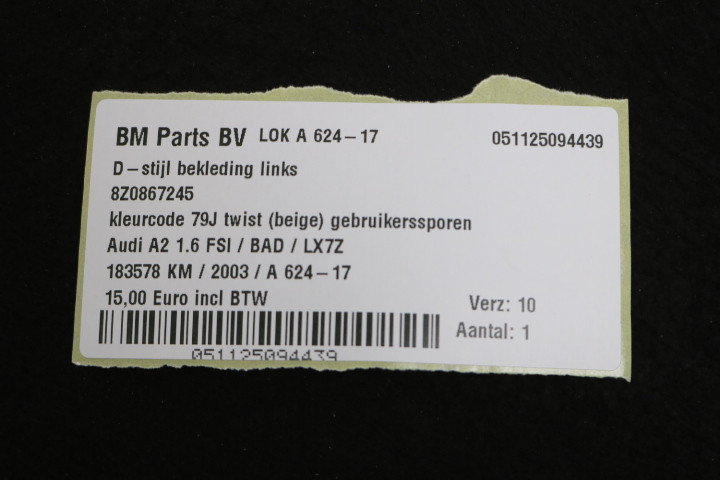 BM Parts BV LOK A 624-17 051125094439
D-stijl bekleding links
8Z0867245
kleurcode 79J twist (beige) gebruikerssporen
Audi A2 1.6 FSI / BAD / LX7Z
183578 KM / 2003 / A 624-17
15,00 Euro incl BTW Verz: 10
Aantal: 1
051125094439